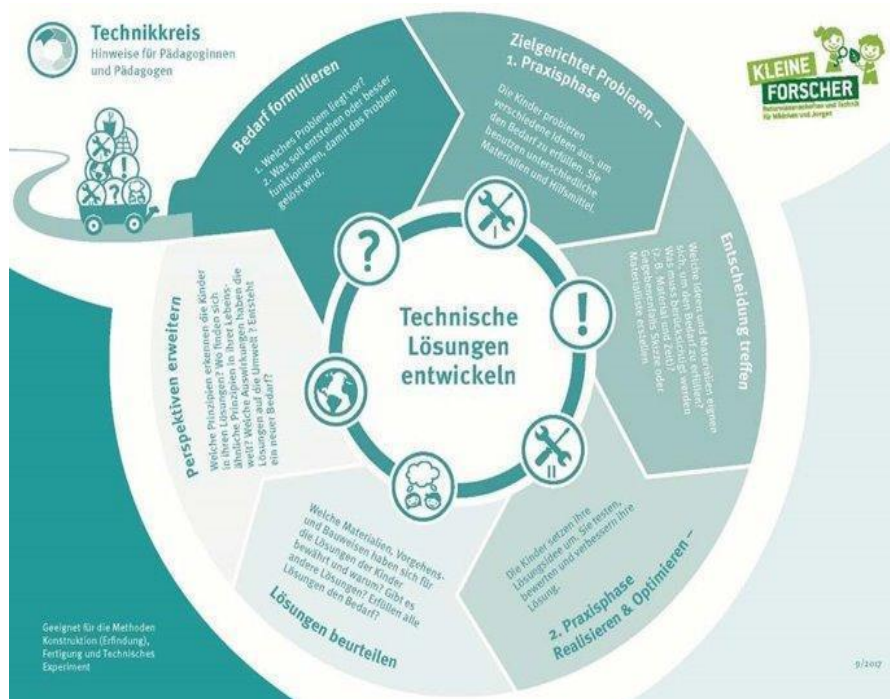 Technikkreis
Hinweise für Pädagoginnen
und Pädagogen
KLEINE
FORSCHER
Naturwissenschaften und Technik
für Mädchen und Jungen
Bedarf formulieren
1. Welches Problem liegt vor?
2. Was soll entstehen oder besser
funktionieren, damit das Problem
gelöst wird.
Zielgerichtet Probieren –
1. Praxisphase
Die Kinder probieren
verschiedene Ideen aus, um
den Bedarf zu erfüllen. Sie
benutzen unterschiedliche
Materialien und Hilfsmittel.
Entscheidung treffen
Welche Ideen und Materialien eignen
sich, um den Bedarf zu erfüllen?
Was muss berücksichtigt werden
(z. B. Material und Zeit)?
Gegebenenfalls Skizze oder
Materialliste erstellen
2. Praxisphase
Realisieren & Optimieren –
Die Kinder setzen ihre
Lösungsidee um. Sie testen,
bewerten und verbessern ihre
Lösung.
Lösungen beurteilen
Welche Materialien, Vorgehens-
und Bauweisen haben sich für
die Lösungen der Kinder
bewährt und warum? Gibt es
andere Lösungen? Erfüllen alle
Lösungen den Bedarf?
Perspektiven erweitern
Welche Prinzipien erkennen die Kinder
in ihren Lösungen? Wo finden sich
ähnliche Prinzipien in ihrer Lebens-
welt? Welche Auswirkungen haben die
Lösungen auf die Umwelt? Entsteht
ein neuer Bedarf?
?
I
!
II
Technische
Lösungen
entwickeln
Geeignet für die Methoden
Konstruktion (Erfindung),
Fertigung und Technisches
Experiment
9/2017